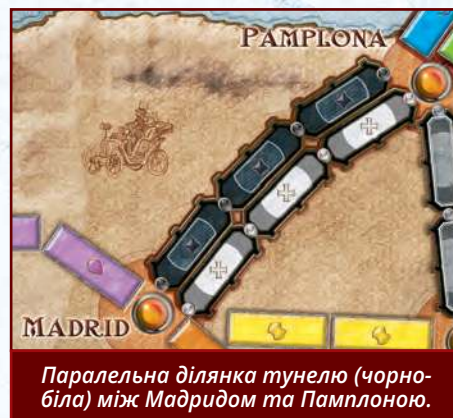 PAMPLONA
MADRID
Паралельна ділянка тунелю (чорно-
біла) між Мадридом та Памплоною.